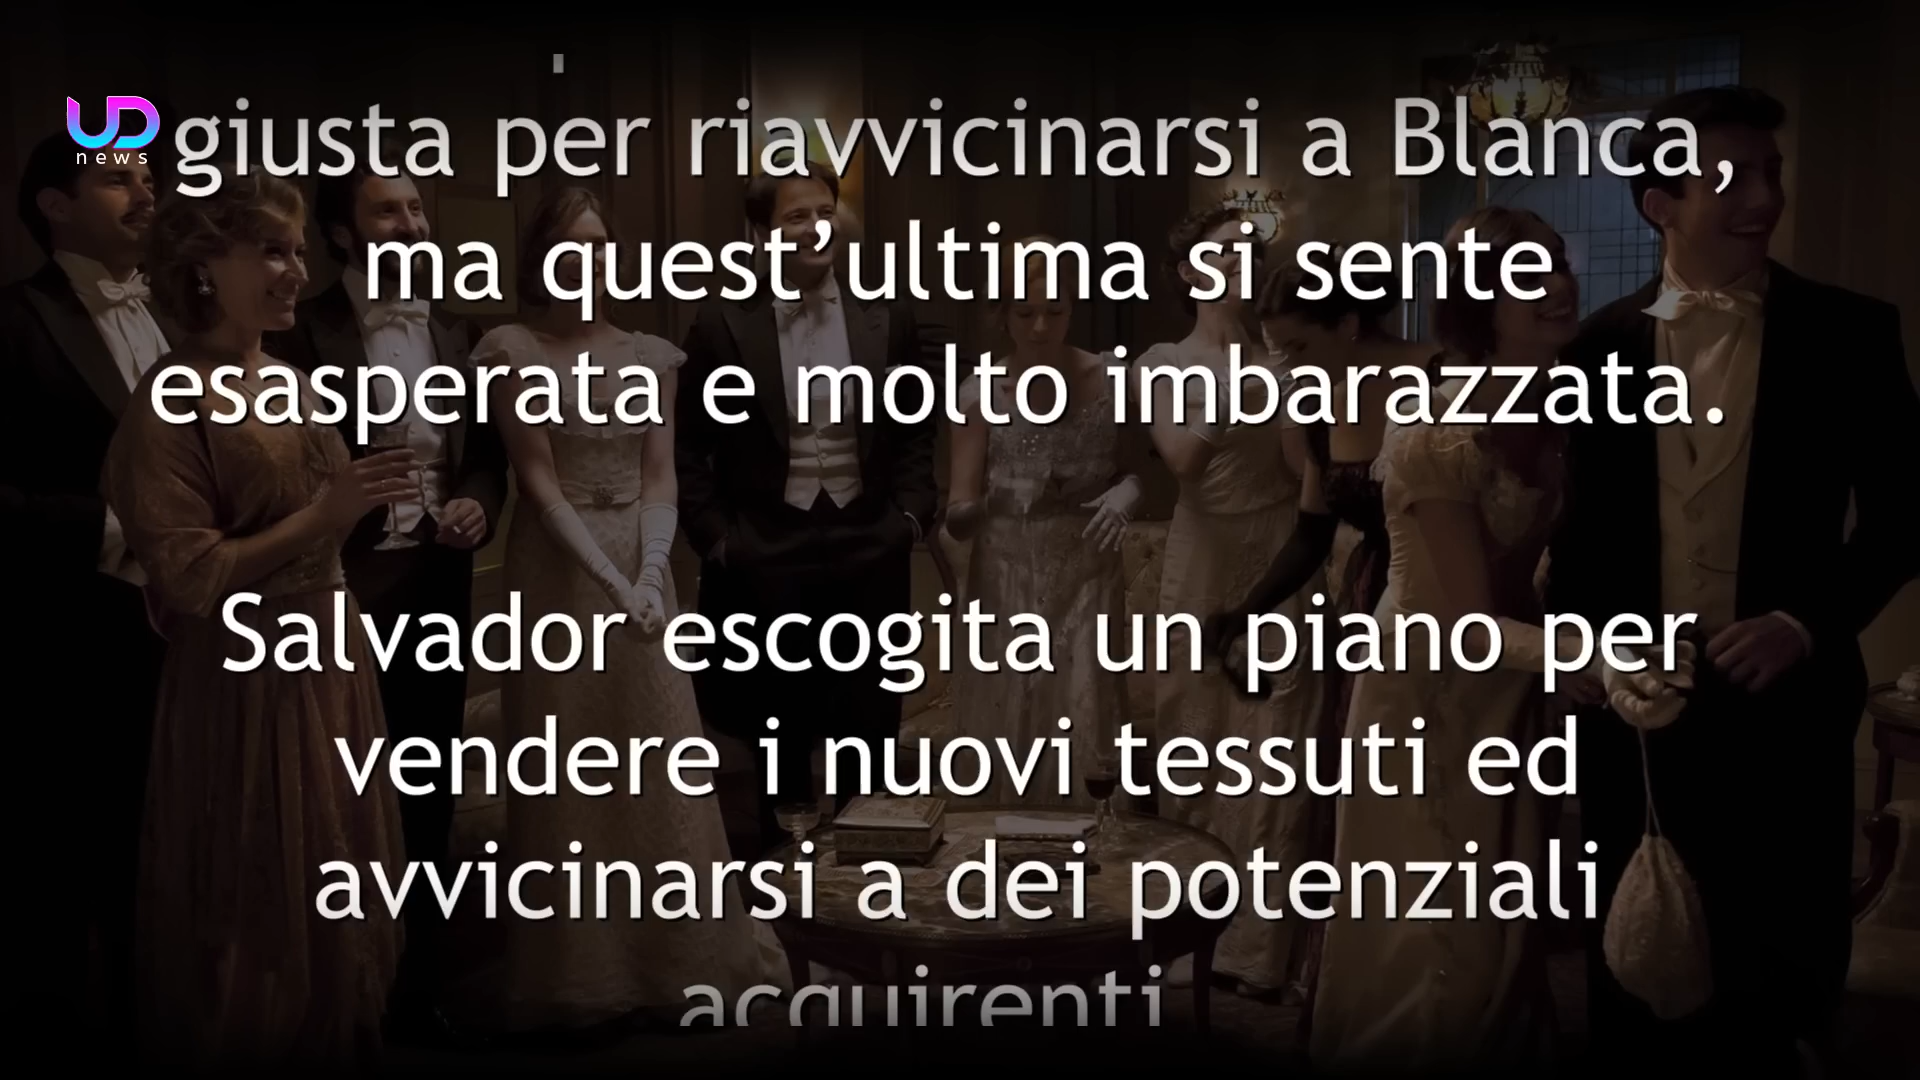 UD
news
giusta per riavvicinarsi a Blanca,
ma quest’ultima si sente
esasperata e molto imbarazzata.
Salvador escogita un piano per
vendere i nuovi tessuti ed
avvicinarsi a dei potenziali
acquirenti